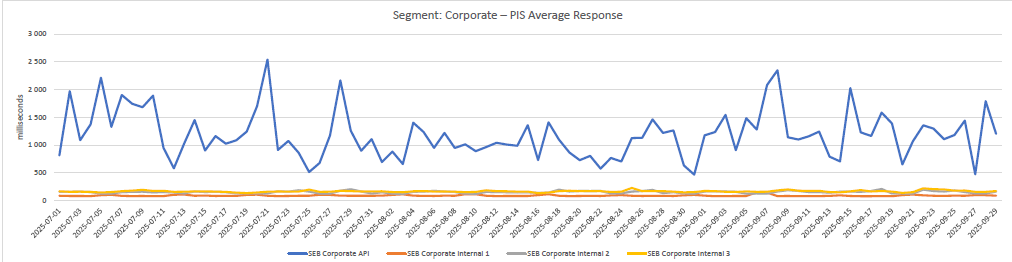 Segment: Corporate – PIS Average Response
3 000
2 500
2 000
1 500
1 000
500
0
milliseconds
2025-07-01 2025-07-03 2025-07-05 2025-07-07 2025-07-09 2025-07-11 2025-07-13 2025-07-15 2025-07-17 2025-07-19 2025-07-21 2025-07-23 2025-07-25 2025-07-27 2025-07-29 2025-07-31 2025-08-02 2025-08-04 2025-08-06 2025-08-08 2025-08-10 2025-08-12 2025-08-14 2025-08-16 2025-08-18 2025-08-20 2025-08-22 2025-08-24 2025-08-26 2025-08-28 2025-08-30 2025-09-01 2025-09-03 2025-09-05 2025-09-07 2025-09-09 2025-09-11 2025-09-13 2025-09-15 2025-09-17 2025-09-19 2025-09-21 2025-09-23 2025-09-25 2025-09-27 2025-09-29
SEB Corporate API SEB Corporate Internal 1 SEB Corporate Internal 2 SEB Corporate Internal 3